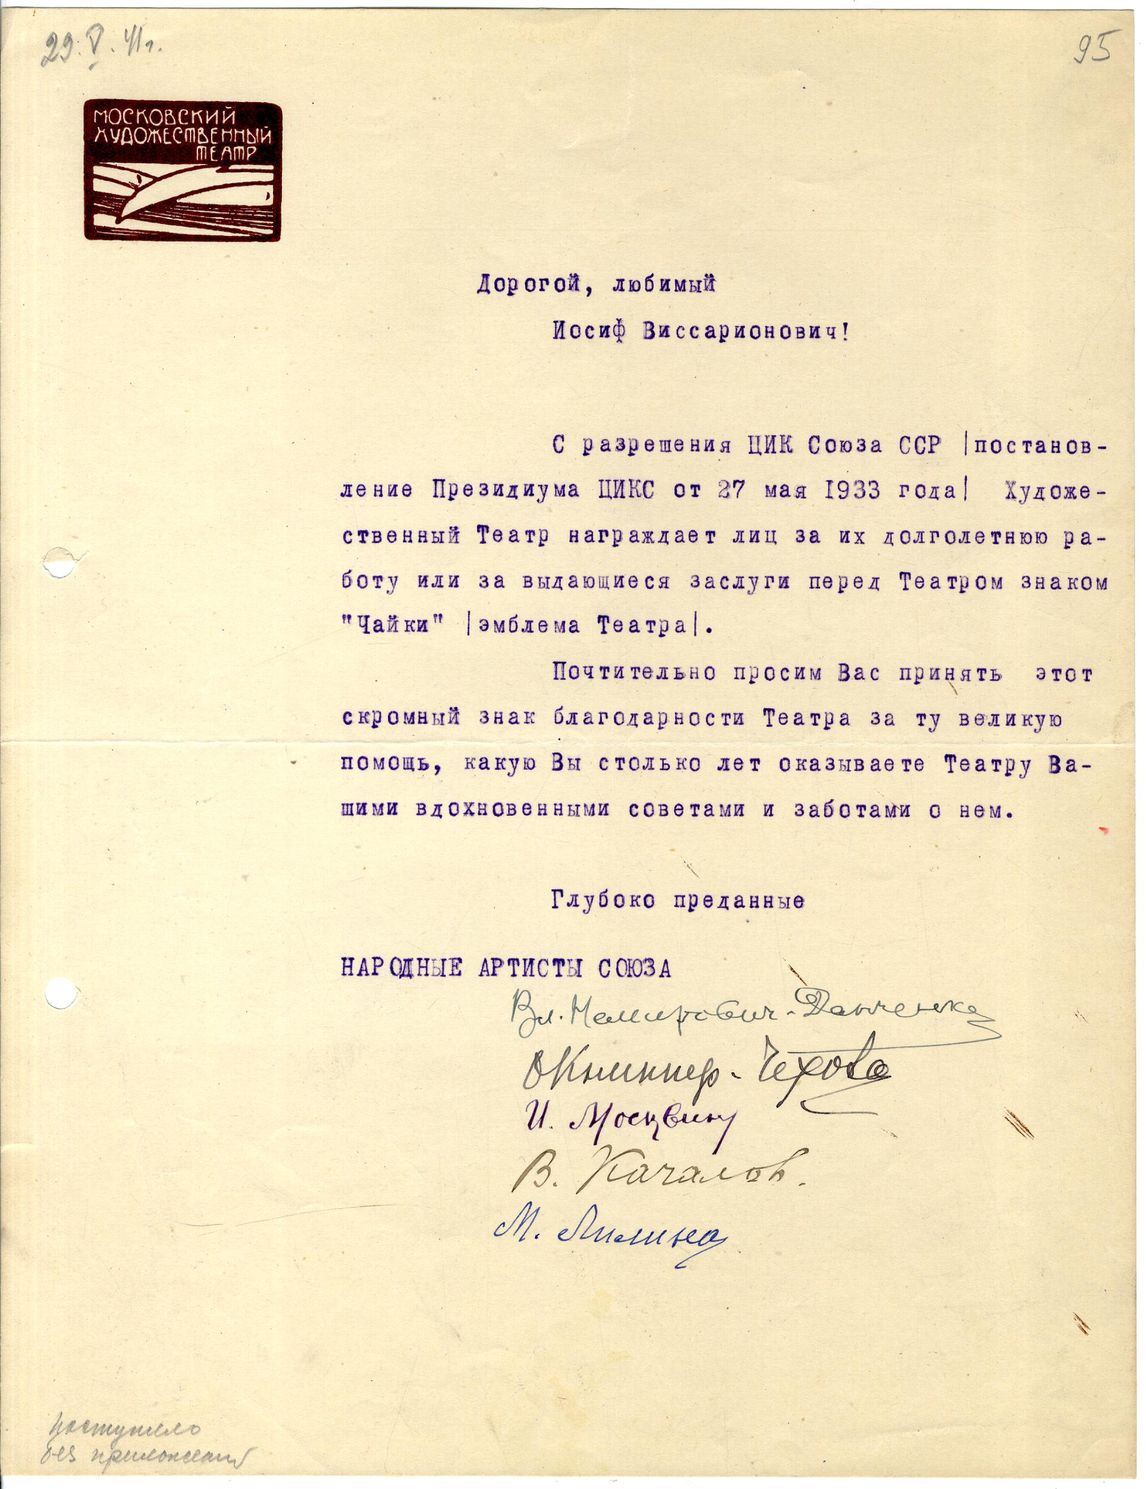 29.V.41г.
95
МОСКОВСКИЙ
ХУДОЖЕСТВЕННЫЙ
ТЕАТР
Дорогой, любимый
Иосиф Виссарионович!
С разрешения ЦИК Союза ССР |постанов-
ление Президиума ЦИКС от 27 мая 1933 года| Художе-
ственный Театр награждает лиц за их долголетнюю ра-
боту или за выдающиеся заслуги перед Театром знаком
"Чайки" |эмблема Театра|.
Почтительно просим Вас принять этот
скромный знак благодарности Театра за ту великую
помощь, какую Вы столько лет оказываете Театру Ва-
шими вдохновенными советами и заботами о нем.
Глубоко преданные
НАРОДНЫЕ АРТИСТЫ СОЮЗА
Вл. Немирович-Данченко
О Книппер-Чехова
И. Москвин
В. Качалов.
М. Лилина
поступило
без приложения